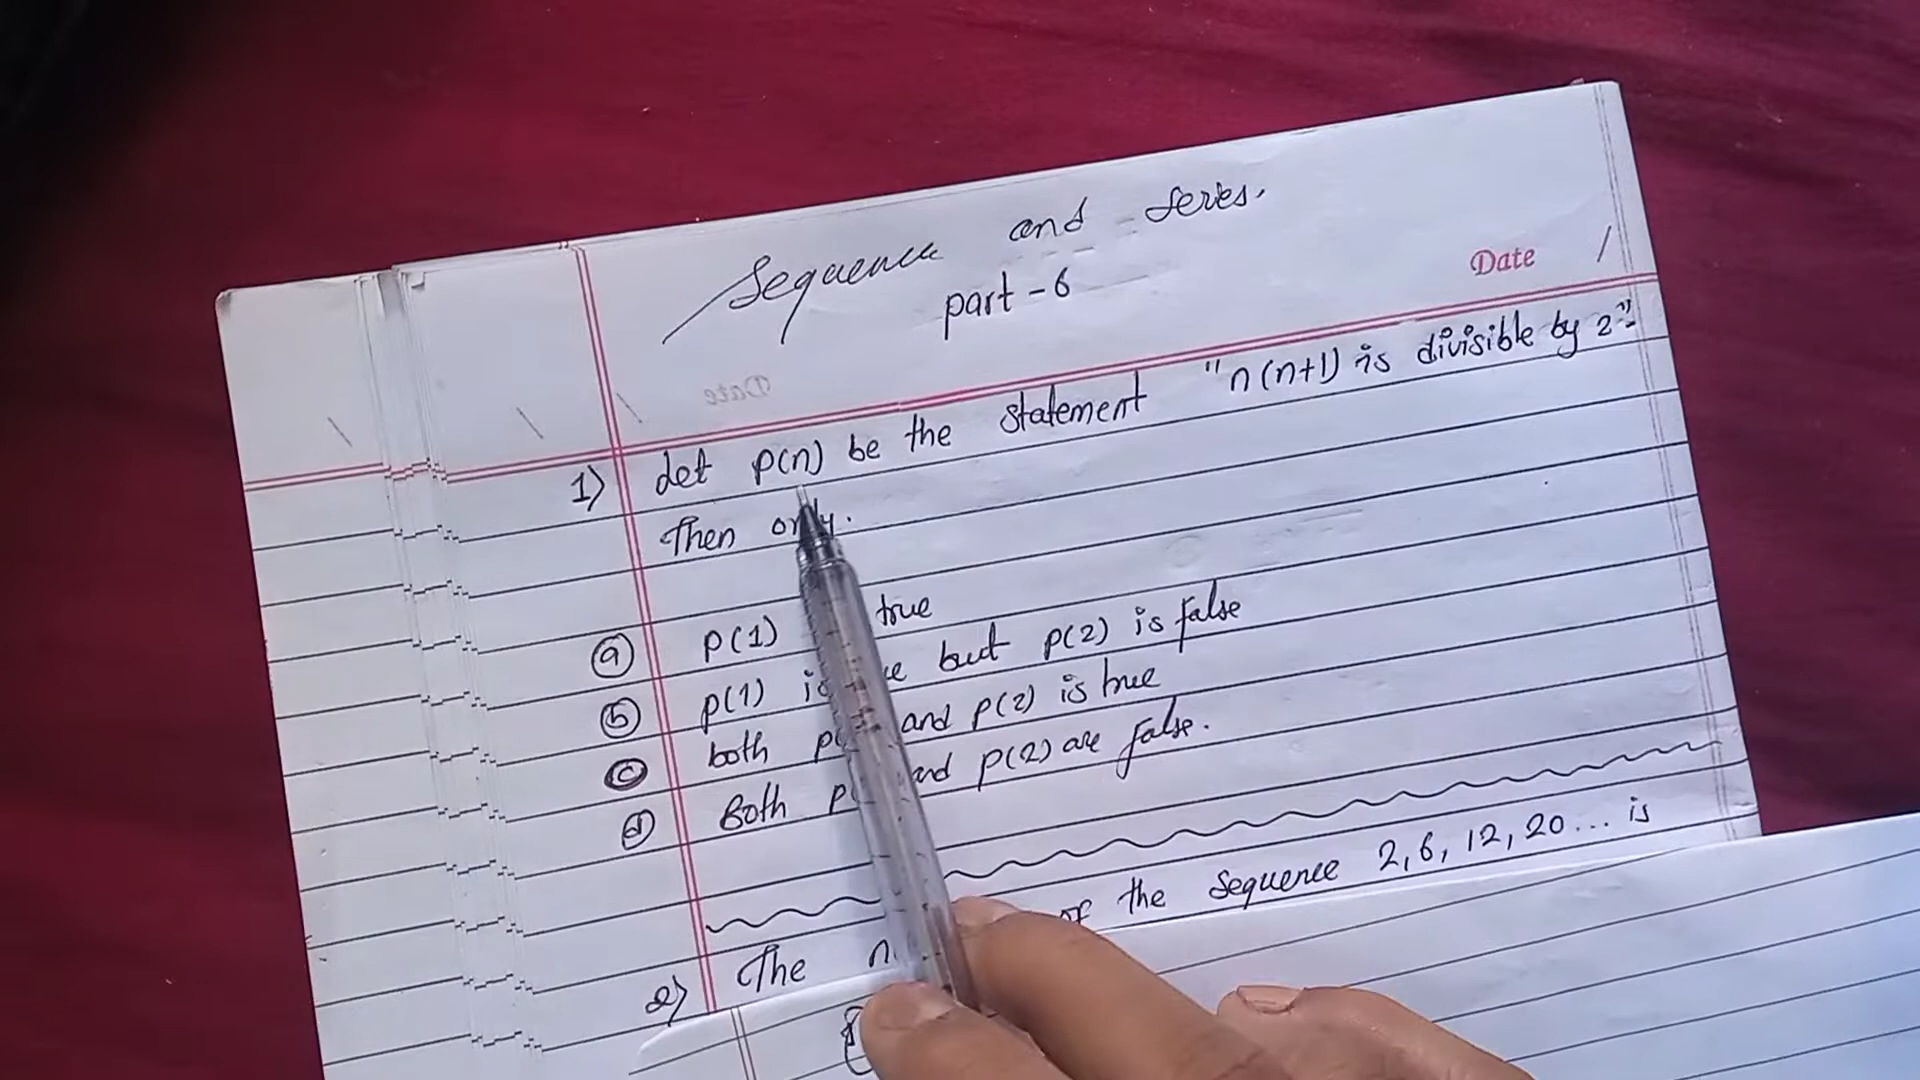 Sequence and Series.
part - 6
Date
1) Let P(n) be the statement "n(n+1) is divisible by 2".
Then only.
(a) P(1) true
(b) P(1) is but P(2) is false
(c) both and P(2) is true
(d) Both and P(2) are false.
2) The of the sequence 2, 6, 12, 20... is